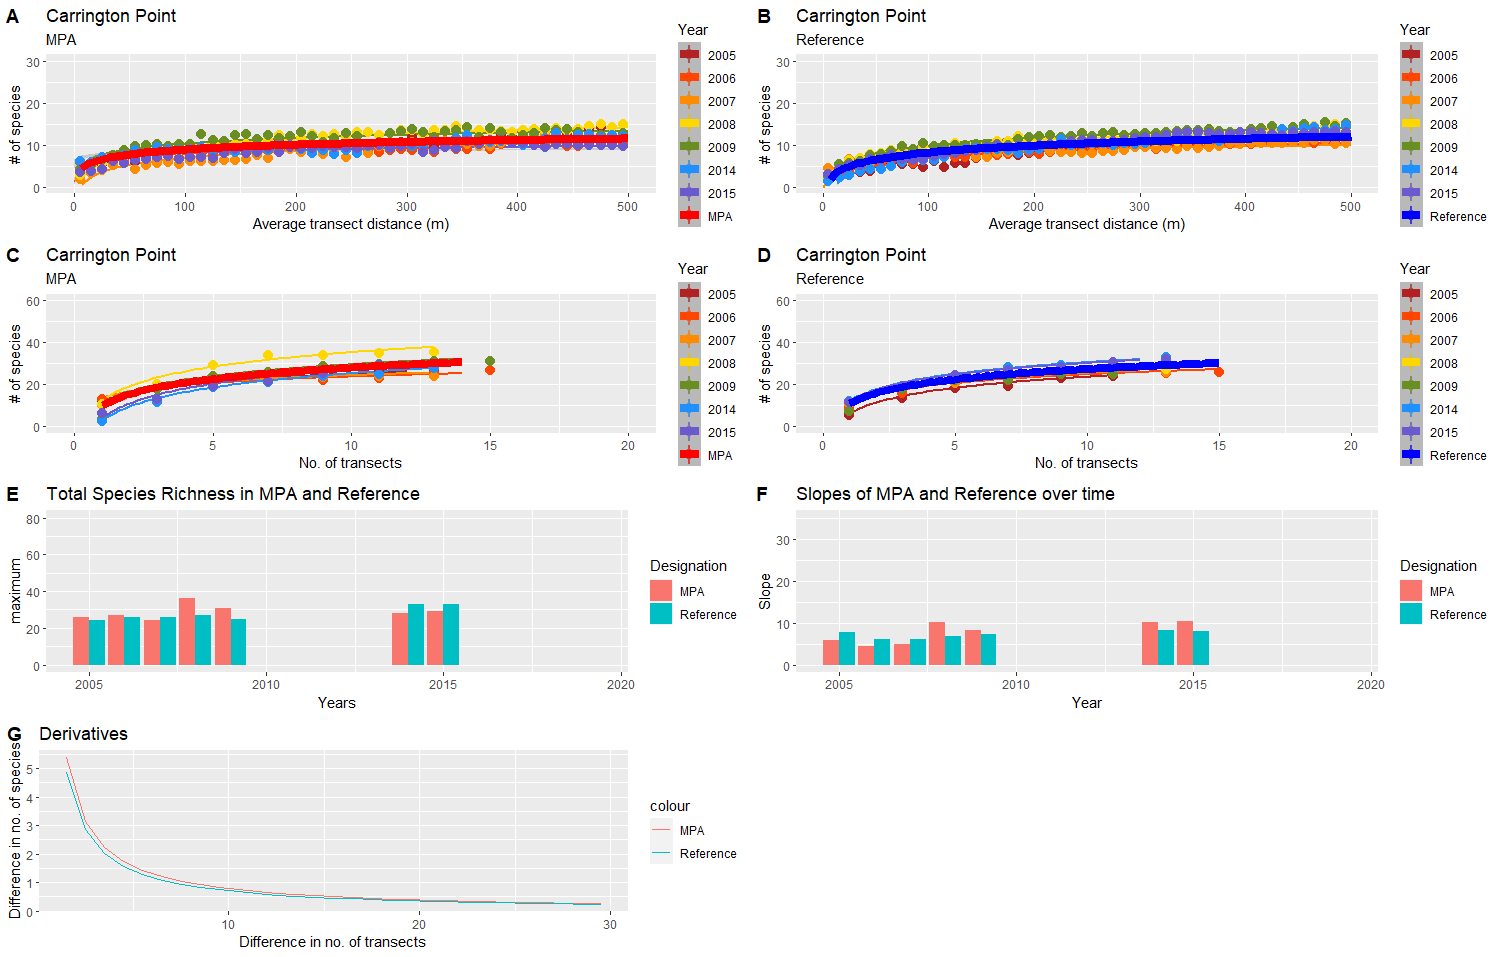 A Carrington Point
MPA
# of species
30
20
10
0
0 100 200 300 400 500
Average transect distance (m)
Year
2005
2006
2007
2008
2009
2014
2015
MPA
B Carrington Point
Reference
# of species
30
20
10
0
0 100 200 300 400 500
Average transect distance (m)
Year
2005
2006
2007
2008
2009
2014
2015
Reference
C Carrington Point
MPA
# of species
60
40
20
0
0 5 10 15 20
No. of transects
Year
2005
2006
2007
2008
2009
2014
2015
MPA
D Carrington Point
Reference
# of species
60
40
20
0
0 5 10 15 20
No. of transects
Year
2005
2006
2007
2008
2009
2014
2015
Reference
E Total Species Richness in MPA and Reference
maximum
80
60
40
20
0
2005 2010 2015 2020
Years
Designation
MPA
Reference
F Slopes of MPA and Reference over time
Slope
30
20
10
0
2005 2010 2015 2020
Year
Designation
MPA
Reference
G Derivatives
Difference in no. of species
5
4
3
2
1
0
10 20 30
Difference in no. of transects
colour
MPA
Reference